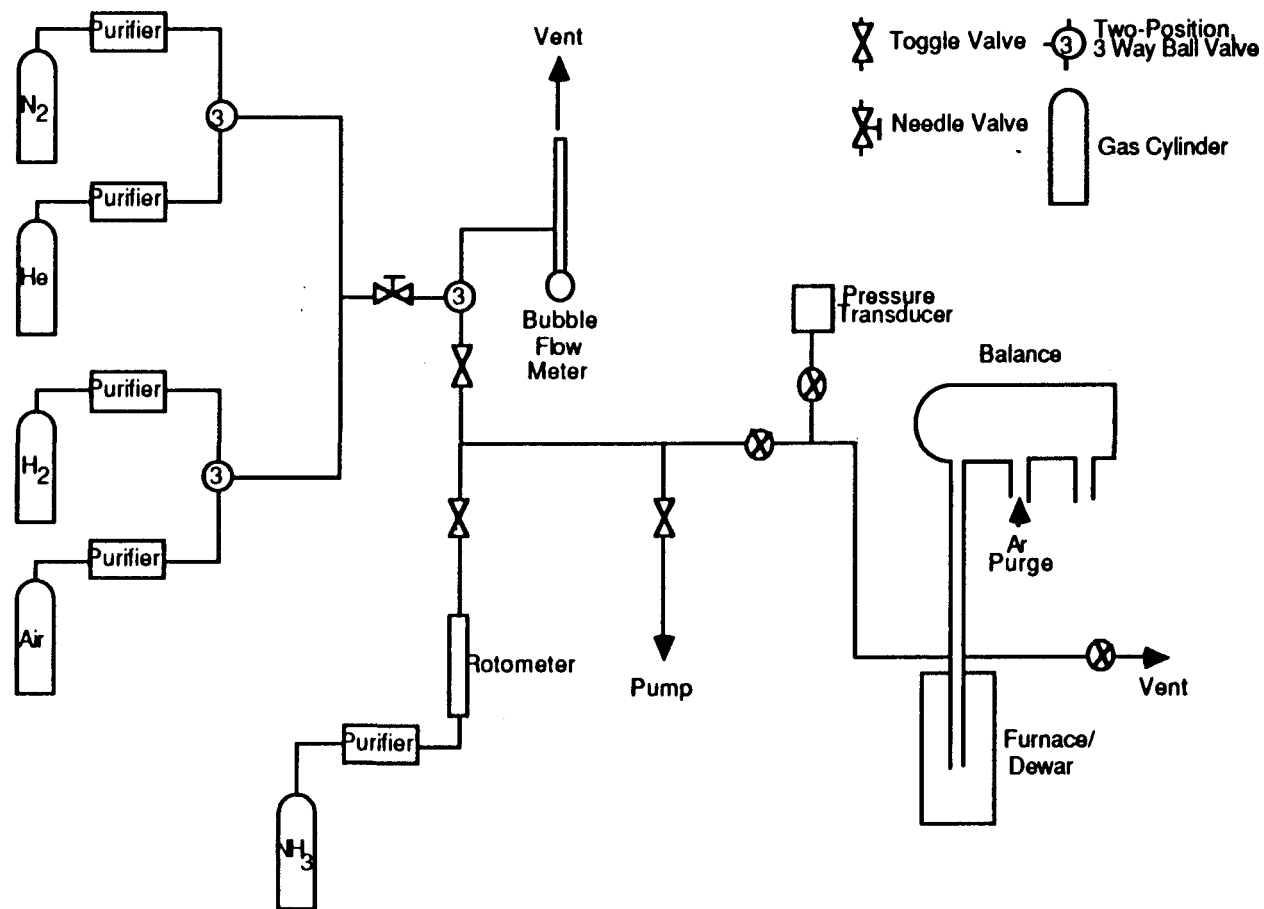 Purifier
N2
3
Purifier
He
Purifier
H2
3
Purifier
Air
Vent
3
Bubble
Flow
Meter
Toggle Valve
3
Two-Position
3 Way Ball Valve
Needle Valve
Gas Cylinder
Pressure
Transducer
Balance
Ar
Purge
Rotometer
Pump
Vent
Furnace/
Dewar
Purifier
NH3